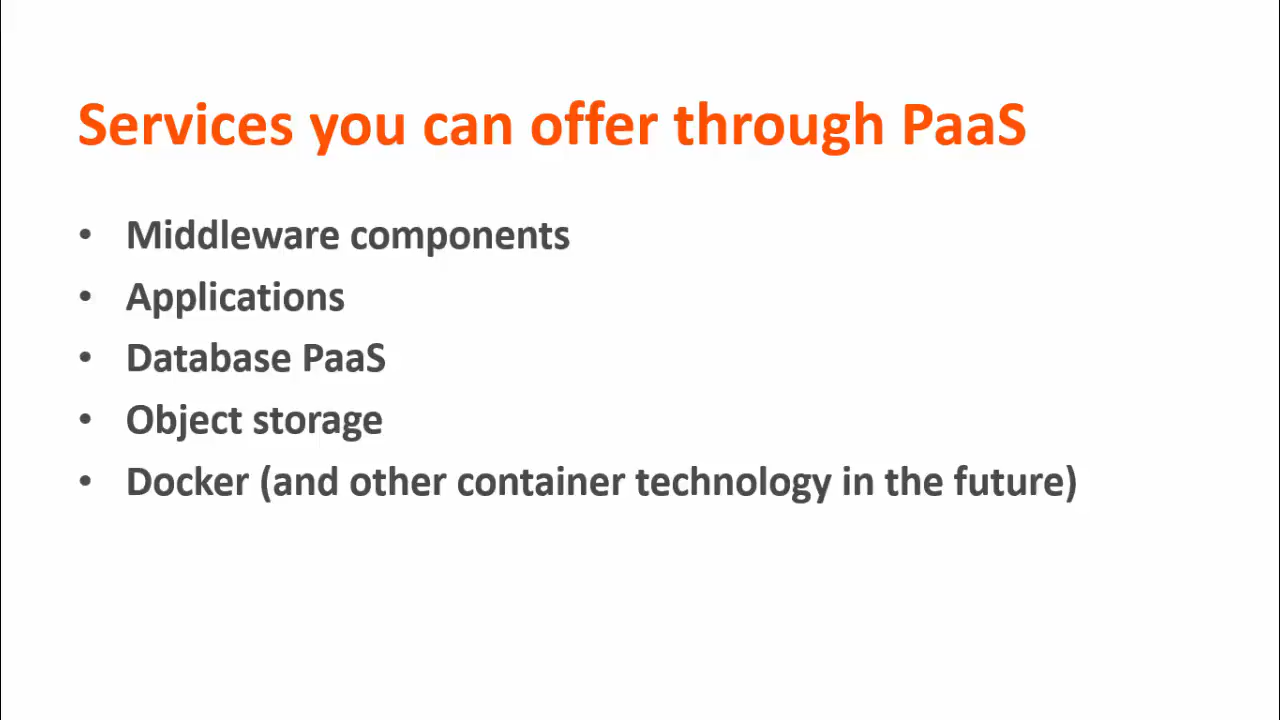 Services you can offer through PaaS
• Middleware components
• Applications
• Database PaaS
• Object storage
• Docker (and other container technology in the future)